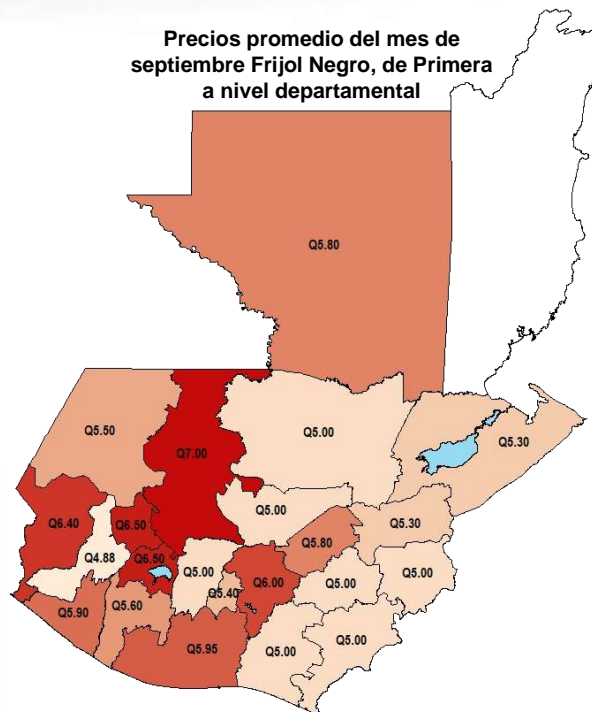 Precios promedio del mes de
septiembre Frijol Negro, de Primera
a nivel departamental
Q5.80
Q5.50
Q7.00
Q5.00
Q5.30
Q6.40
Q6.50
Q5.00
Q5.30
Q4.88
Q6.50
Q5.80
Q5.00
Q5.40
Q6.00
Q5.00
Q5.00
Q5.90
Q5.60
Q5.95
Q5.00
Q5.00